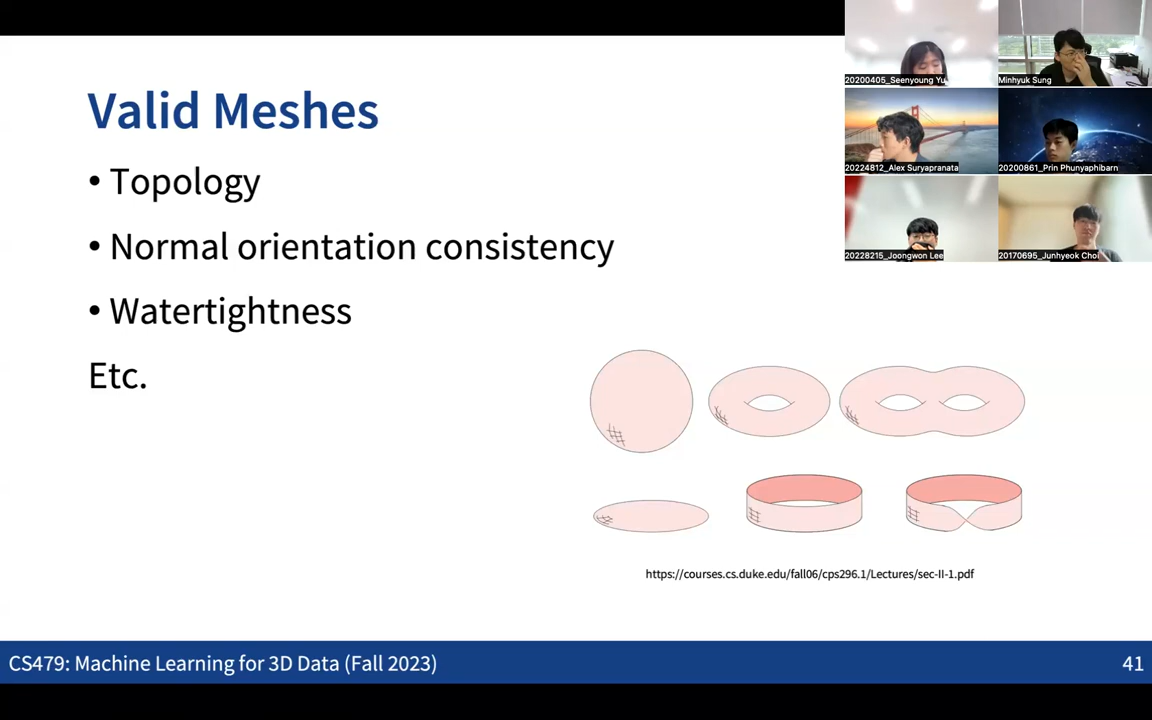 Valid Meshes
• Topology
• Normal orientation consistency
• Watertightness
Etc.
https://courses.cs.duke.edu/fall06/cps296.1/Lectures/sec-II-1.pdf
CS479: Machine Learning for 3D Data (Fall 2023)
41
20200405_Seenyoung Yu
Minhyuk Sung
20224812_Alex Suryapranata
20200861_Prin Phunyaphibarn
20228215_Joongwon Lee
20170695_Junhyeok Choi